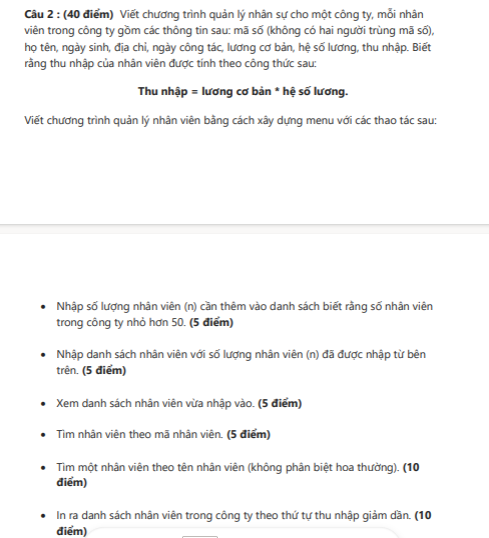 Câu 2 : (40 điểm) Viết chương trình quản lý nhân sự cho một công ty, mỗi nhân
viên trong công ty gồm các thông tin sau: mã số (không có hai người trùng mã số),
họ tên, ngày sinh, địa chỉ, ngày công tác, lương cơ bản, hệ số lương, thu nhập. Biết
rằng thu nhập của nhân viên được tính theo công thức sau:
Thu nhập = lương cơ bản * hệ số lương.
Viết chương trình quản lý nhân viên bằng cách xây dựng menu với các thao tác sau:
• Nhập số lượng nhân viên (n) cần thêm vào danh sách biết rằng số nhân viên
trong công ty nhỏ hơn 50. (5 điểm)
• Nhập danh sách nhân viên với số lượng nhân viên (n) đã được nhập từ bên
trên. (5 điểm)
• Xem danh sách nhân viên vừa nhập vào. (5 điểm)
• Tìm nhân viên theo mã nhân viên. (5 điểm)
• Tìm một nhân viên theo tên nhân viên (không phân biệt hoa thường). (10
điểm)
• In ra danh sách nhân viên trong công ty theo thứ tự thu nhập giảm dần. (10
điểm)